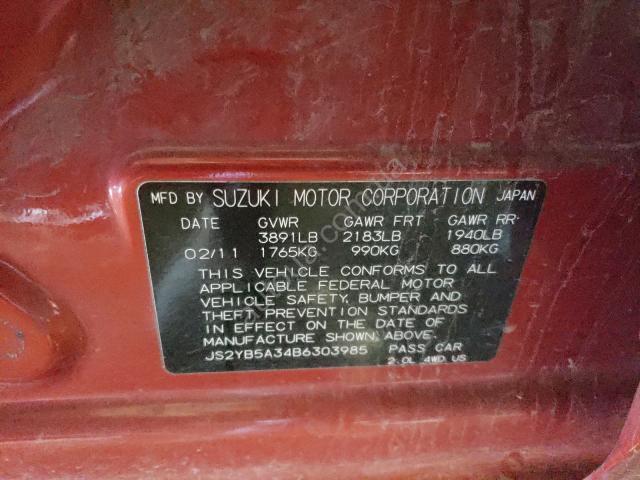 MFD BY SUZUKI MOTOR CORPORATION JAPAN
DATE GVWR GAWR FRT GAWR RR
3891LB 2183LB 1940LB
02/11 1765KG 990KG 880KG
THIS VEHICLE CONFORMS TO ALL
APPLICABLE FEDERAL MOTOR
VEHICLE SAFETY, BUMPER AND
THEFT PREVENTION STANDARDS
IN EFFECT ON THE DATE OF
MANUFACTURE SHOWN, ABOVE.
JS2YB5A34B6303985 PASS CAR
2.0L 4WD US